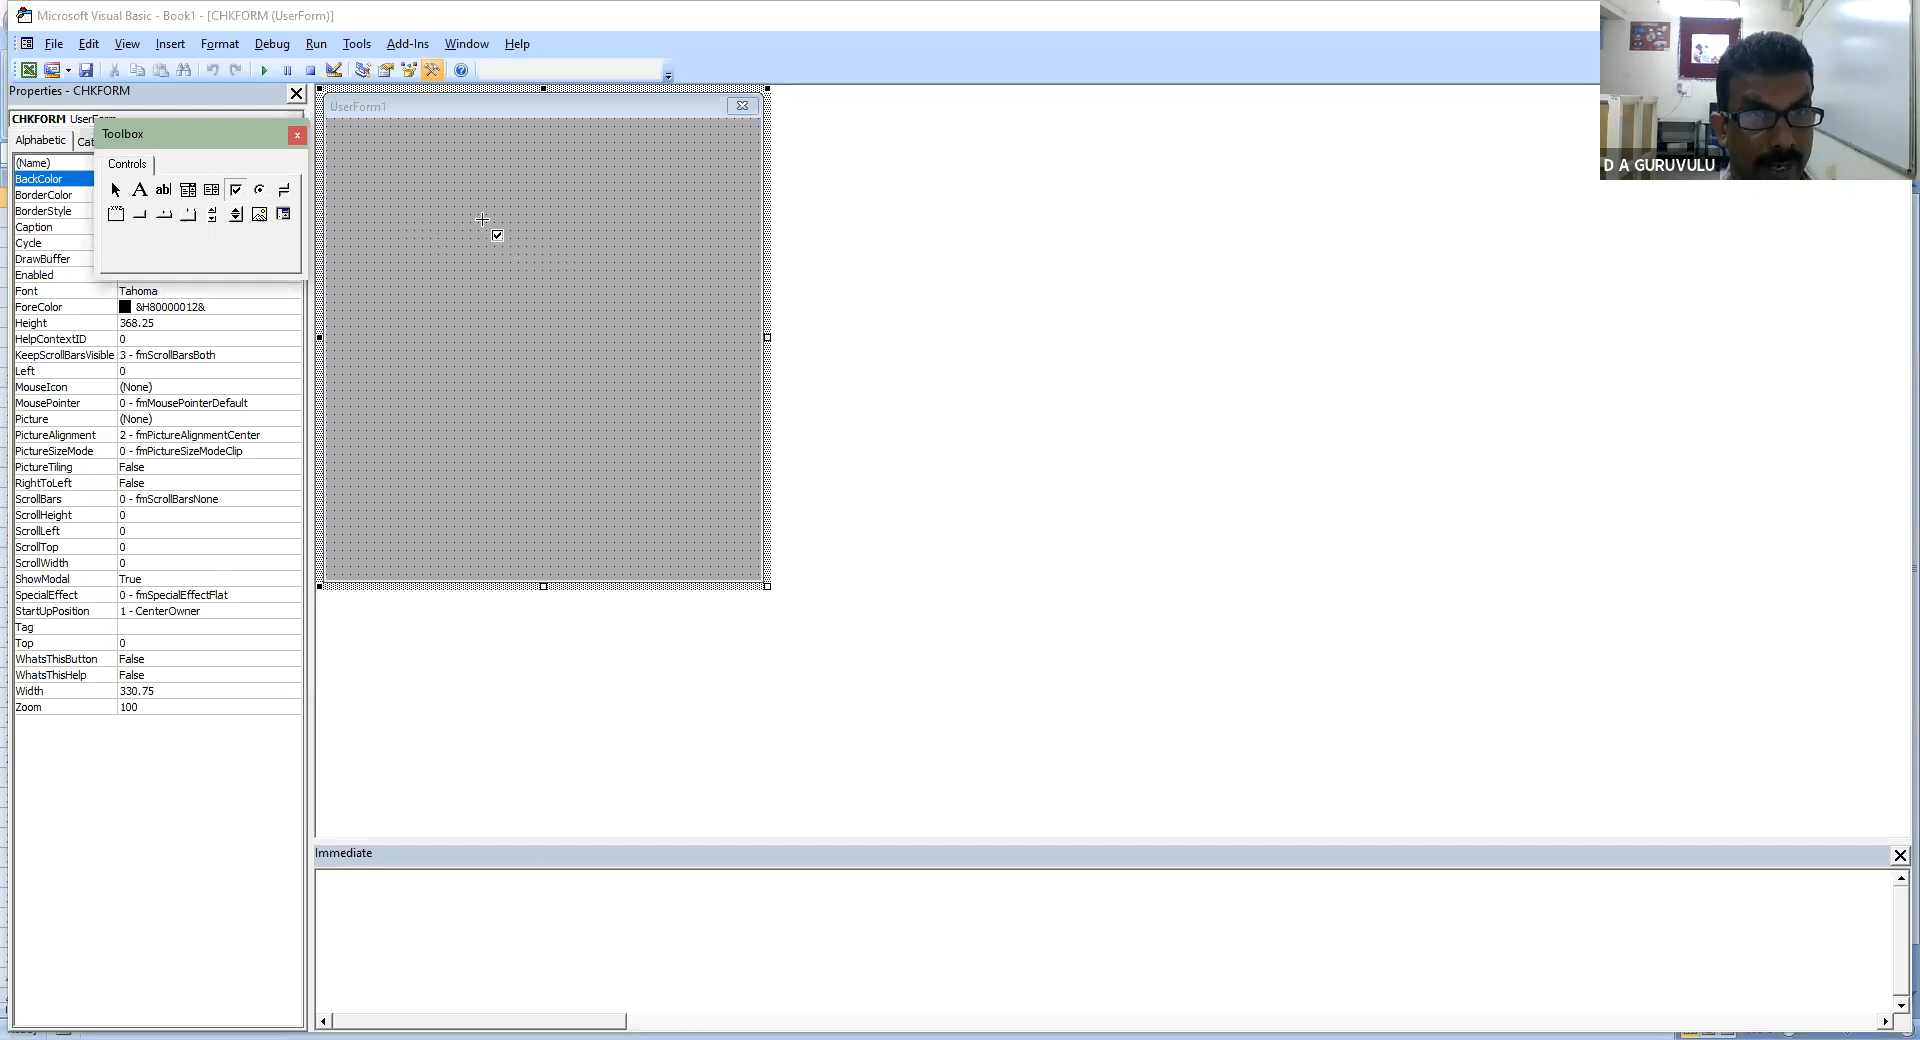 Microsoft Visual Basic - Book1 - [CHKFORM (UserForm)]
File Edit View Insert Format Debug Run Tools Add-Ins Window Help
Properties - CHKFORM
CHKFORM UserForm
Alphabetic Cat
Toolbox
Controls
A ab|
XYZ
(Name)
BackColor
BorderColor
BorderStyle
Caption
Cycle
DrawBuffer
Enabled
Font Tahoma
ForeColor &H80000012&
Height 368.25
HelpContextID 0
KeepScrollBarsVisible 3 - fmScrollBarsBoth
Left 0
MouseIcon (None)
MousePointer 0 - fmMousePointerDefault
Picture (None)
PictureAlignment 2 - fmPictureAlignmentCenter
PictureSizeMode 0 - fmPictureSizeModeClip
PictureTiling False
RightToLeft False
ScrollBars 0 - fmScrollBarsNone
ScrollHeight 0
ScrollLeft 0
ScrollTop 0
ScrollWidth 0
ShowModal True
SpecialEffect 0 - fmSpecialEffectFlat
StartUpPosition 1 - CenterOwner
Tag
Top 0
WhatsThisButton False
WhatsThisHelp False
Width 330.75
Zoom 100
UserForm1
Immediate
D A GURUVULU